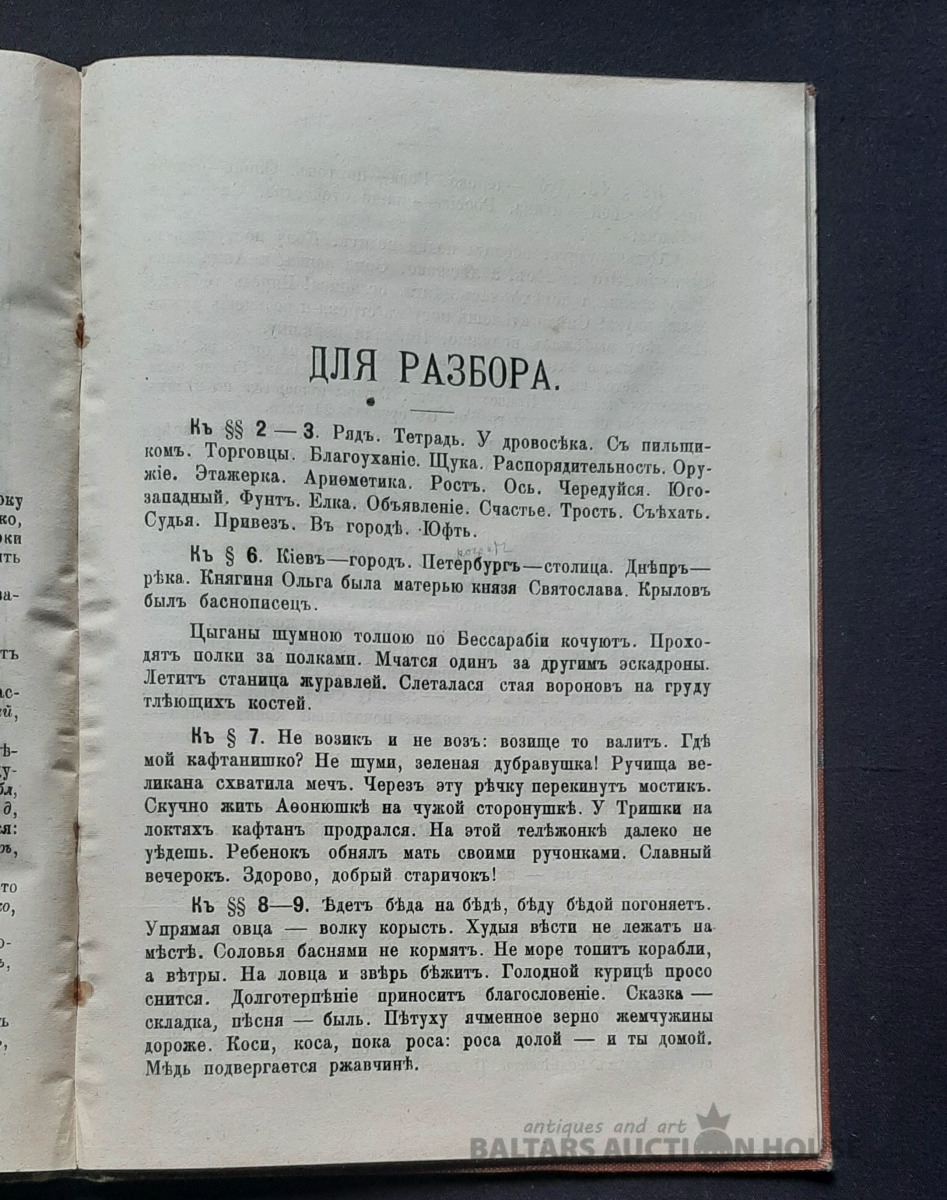 ДЛЯ РАЗБОРА.
Къ §§ 2 — 3. Рядъ. Тетрадь. У дровосѣка. Съ пильщи-
комъ. Торговцы. Благоуханіе. Щука. Распорядительность. Ору-
жіе. Этажерка. Ариѳметика. Ростъ. Ось. Чередуйся. Юго-
западный. Фунтъ. Елка. Объявленіе. Счастье. Трость. Съѣхать.
Судья. Привезъ. Въ городѣ. Юфть.
Къ § 6. Кіевъ—городъ. Петербургъ—столица. Днѣпръ—
рѣка. Княгиня Ольга была матерью князя Святослава. Крыловъ
былъ баснописецъ.
Цыганы шумною толпою по Бессарабіи кочуютъ. Прохо-
дятъ полки за полками. Мчатся одинъ за другимъ эскадроны.
Летитъ станица журавлей. Слеталася стая вороновъ на груду
тлѣющихъ костей.
Къ § 7. Не возикъ и не возъ: возище то валитъ. Гдѣ
мой кафтанишко? Не шуми, зеленая дубравушка! Ручища ве-
ликана схватила мечъ. Черезъ эту рѣчку перекинутъ мостикъ.
Скучно жить Аѳонюшкѣ на чужой сторонушкѣ. У Тришки на
локтяхъ кафтанъ продрался. На этой телѣжонкѣ далеко не
уѣдешь. Ребенокъ обнялъ мать своими ручонками. Славный
вечерокъ. Здорово, добрый старичокъ!
Къ §§ 8—9. Ѣдетъ бѣда на бѣдѣ, бѣду бѣдой погоняетъ.
Упрямая овца — волку корысть. Худыя вѣсти не лежатъ на
мѣстѣ. Соловья баснями не кормятъ. Не море топитъ корабли,
а вѣтры. На ловца и звѣрь бѣжитъ. Голодной курицѣ просо
снится. Долготерпѣніе приноситъ благословеніе. Сказка —
складка, пѣсня — быль. Пѣтуху ячменное зерно жемчужины
дороже. Коси, коса, пока роса: роса долой — и ты домой.
Мѣдь подвергается ржавчинѣ.
antiques and art
BALTARS AUCTION HOUSE